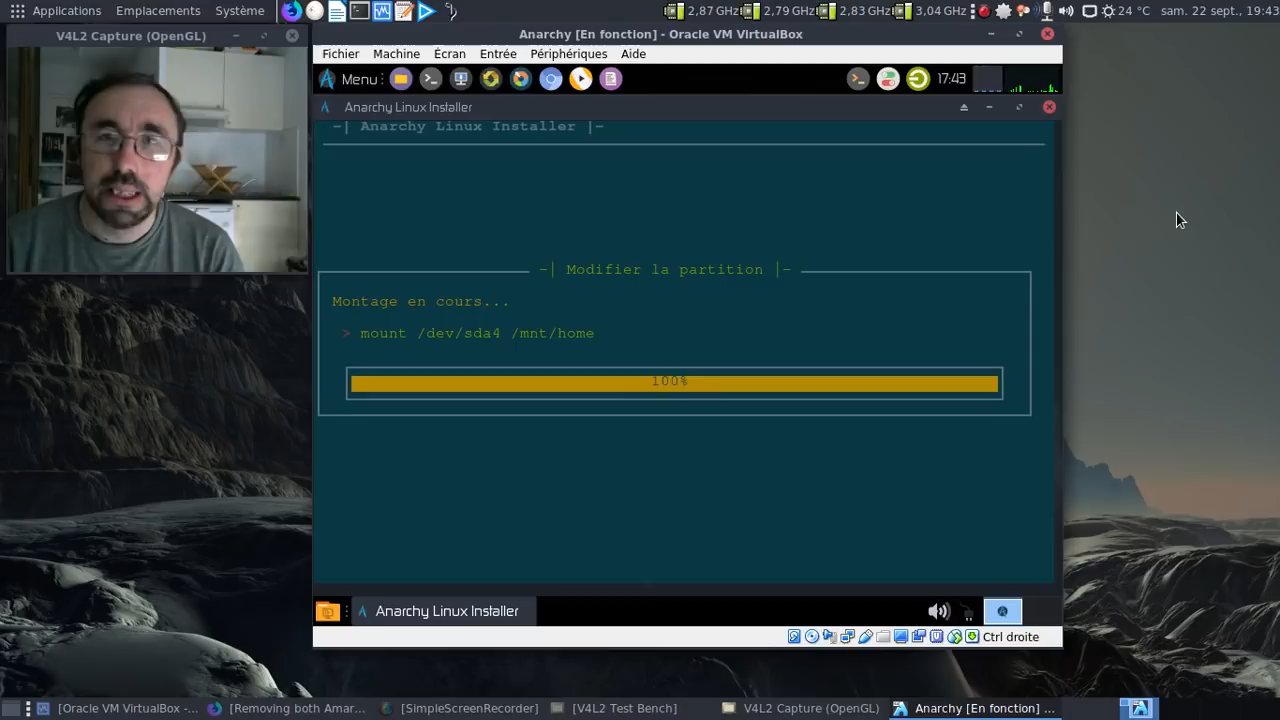 Applications Emplacements Système 2,87 GHz 2,79 GHz 2,83 GHz 3,04 GHz 24 °C sam. 22 sept., 19:43
V4L2 Capture (OpenGL)
Anarchy [En fonction] - Oracle VM VirtualBox
Fichier Machine Écran Entrée Périphériques Aide
Menu 17:43
Anarchy Linux Installer
-| Anarchy Linux Installer |-
-| Modifier la partition |-
Montage en cours...
> mount /dev/sda4 /mnt/home
100%
Anarchy Linux Installer
Ctrl droite
[Oracle VM VirtualBox -... [Removing both Amar... [SimpleScreenRecorder] [V4L2 Test Bench] V4L2 Capture (OpenGL) Anarchy [En fonction] ...